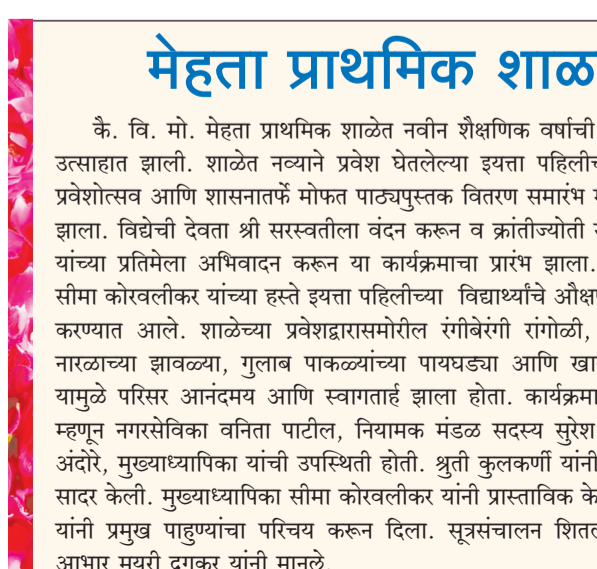 मेहता प्राथमिक शाळ
कै. वि. मो. मेहता प्राथमिक शाळेत नवीन शैक्षणिक वर्षाची
उत्साहात झाली. शाळेत नव्याने प्रवेश घेतलेल्या इयत्ता पहिलीच
प्रवेशोत्सव आणि शासनातर्फे मोफत पाठ्यपुस्तक वितरण समारंभ
झाला. विद्येची देवता श्री सरस्वतीला वंदन करून व क्रांतीज्योती
यांच्या प्रतिमेला अभिवादन करून या कार्यक्रमाचा प्रारंभ झाला.
सीमा कोरवलीकर यांच्या हस्ते इयत्ता पहिलीच्या विद्यार्थ्यांचे औक्ष
करण्यात आले. शाळेच्या प्रवेशद्वारासमोरील रंगीबेरंगी रांगोळी,
नारळाच्या झावळ्या, गुलाब पाकळ्यांच्या पायघड्या आणि खा
यामुळे परिसर आनंदमय आणि स्वागतार्ह झाला होता. कार्यक्रमा
म्हणून नगरसेविका वनिता पाटील, नियामक मंडळ सदस्य सुरेश
अंदोरे, मुख्याध्यापिका यांची उपस्थिती होती. श्रुती कुलकर्णी यांनी
सादर केली. मुख्याध्यापिका सीमा कोरवलीकर यांनी प्रास्ताविक के
यांनी प्रमुख पाहुण्यांचा परिचय करून दिला. सूत्रसंचालन शितल
आभार मयुरी दुगकर यांनी मानले.